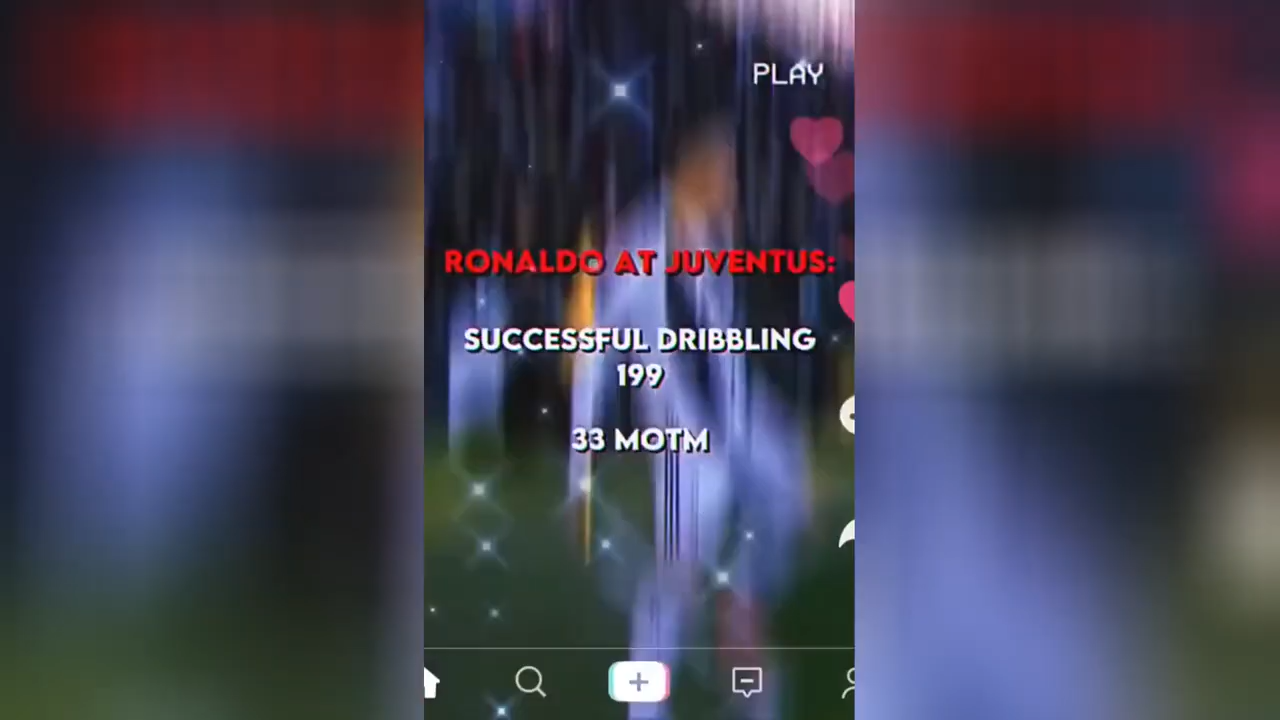 PLAY
RONALDO AT JUVENTUS:
SUCCESSFUL DRIBBLING
199
33 MOTM